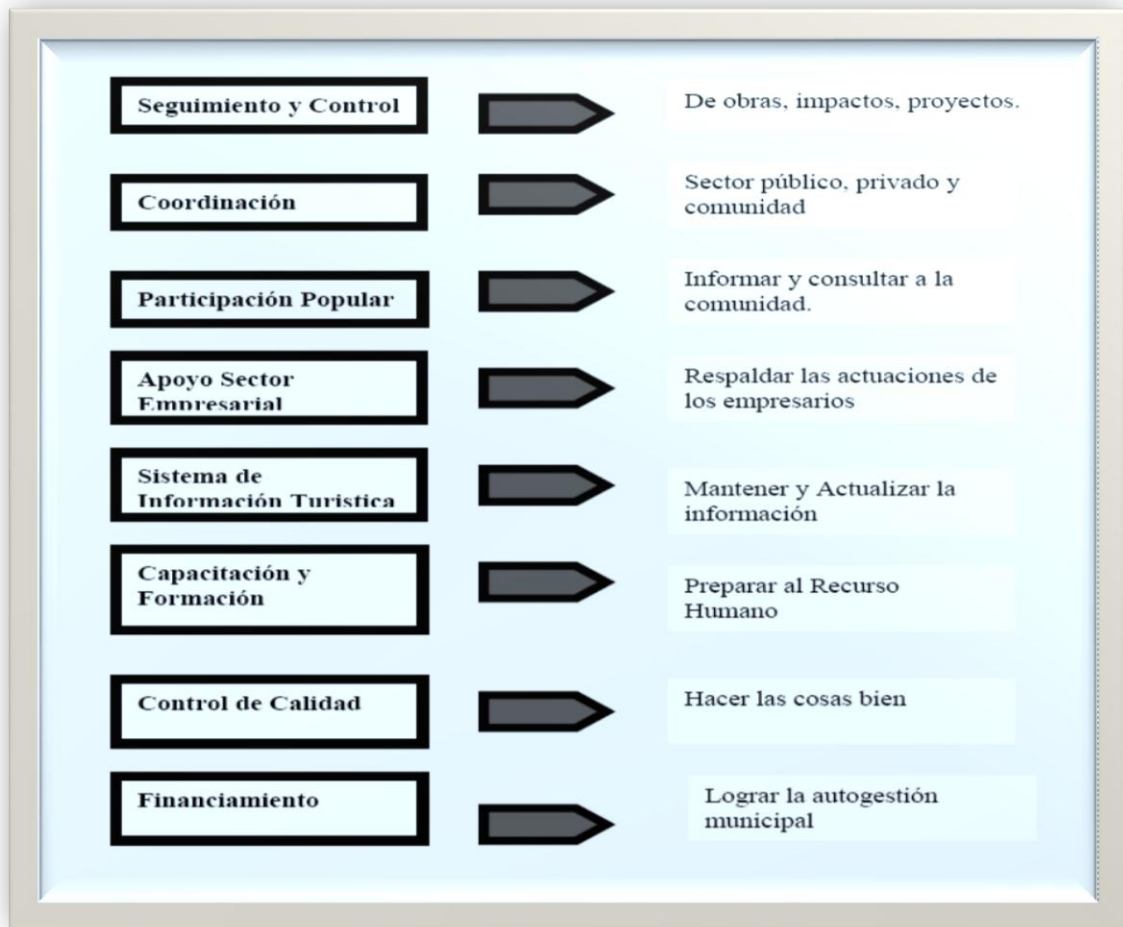 Seguimiento y Control
De obras, impactos, proyectos.
Coordinación
Sector público, privado y
comunidad
Participación Popular
Informar y consultar a la
comunidad.
Apoyo Sector
Empresarial
Respaldar las actuaciones de
los empresarios
Sistema de
Información Turistica
Mantener y Actualizar la
información
Capacitación y
Formación
Preparar al Recurso
Humano
Control de Calidad
Hacer las cosas bien
Financiamiento
Lograr la autogestión
municipal